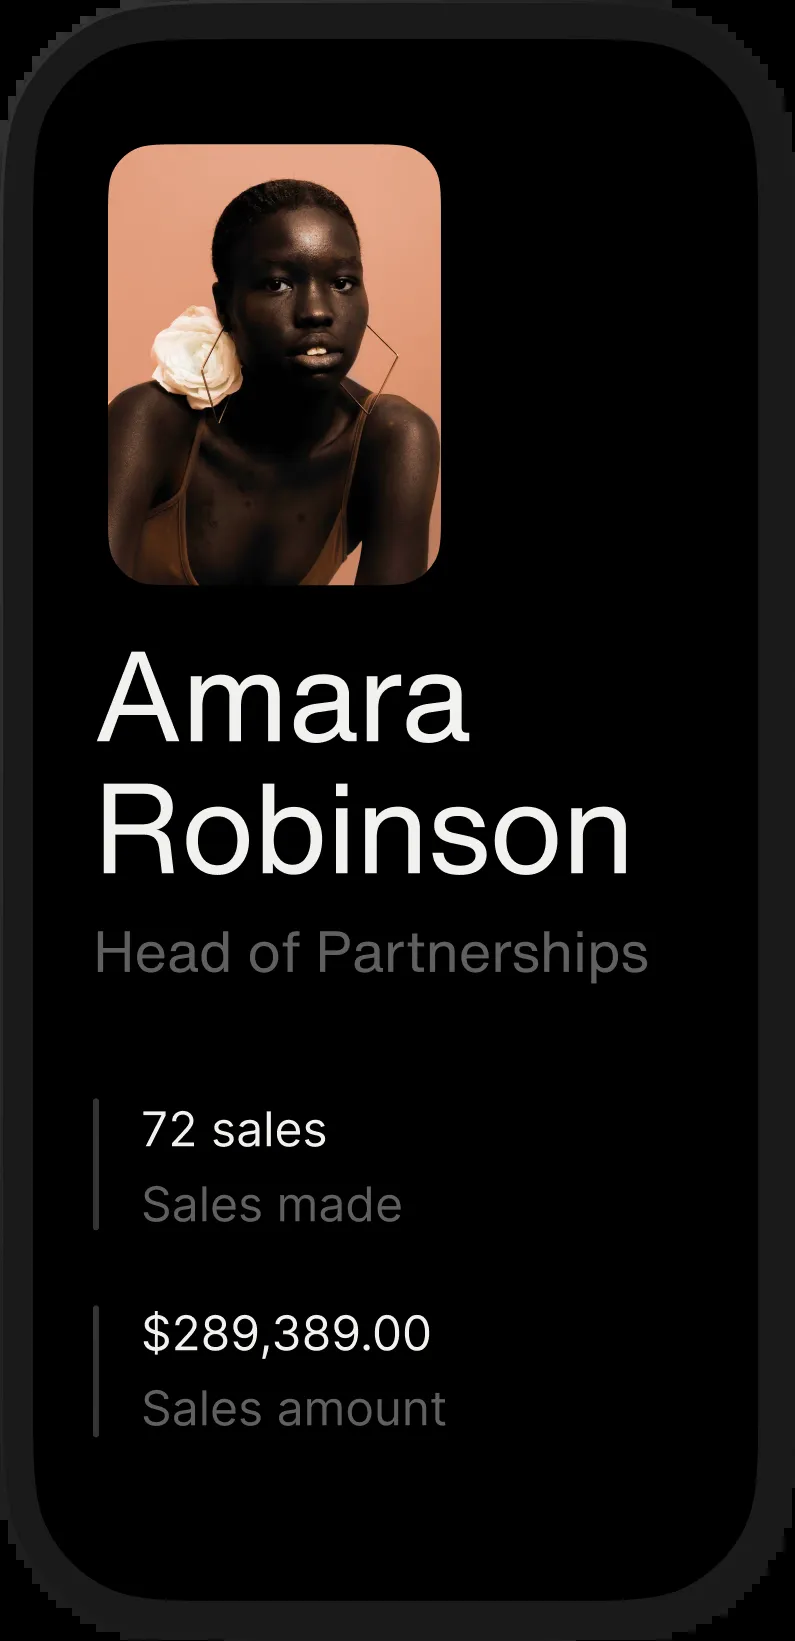 Amara
Robinson
Head of Partnerships
72 sales
Sales made
$289,389.00
Sales amount